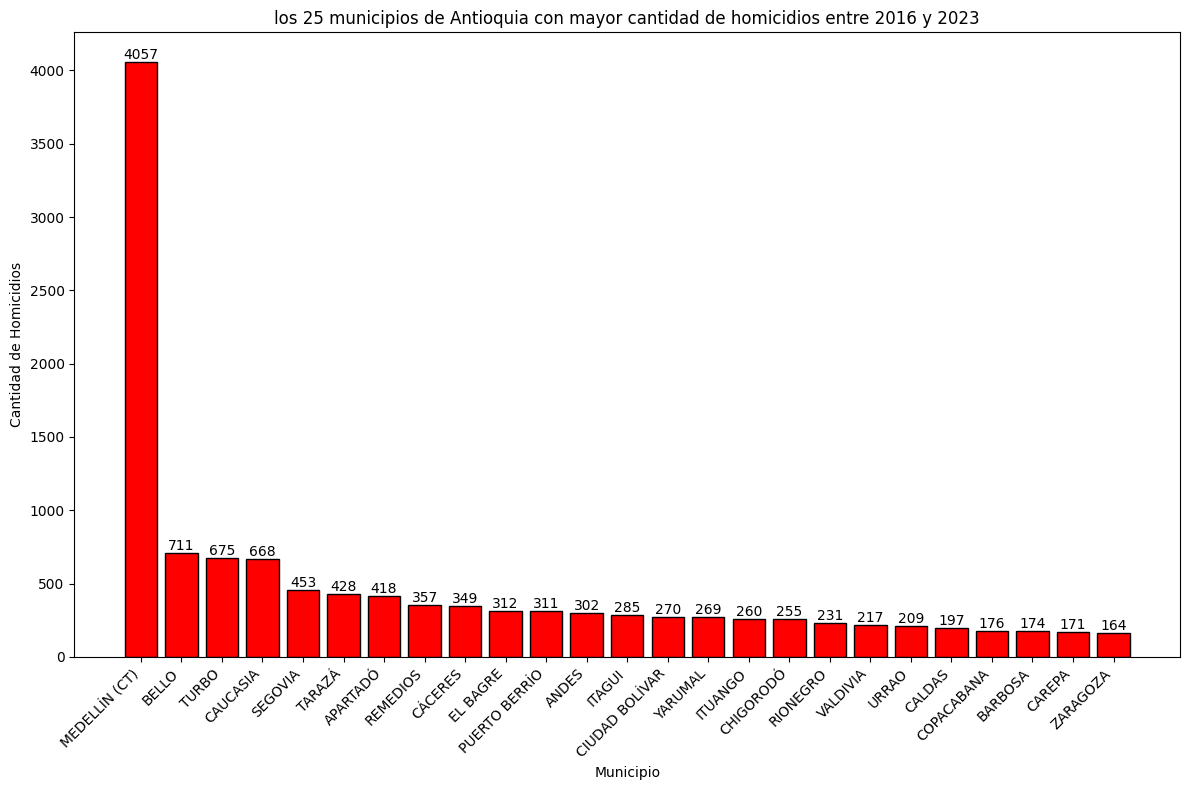 los 25 municipios de Antioquia con mayor cantidad de homicidios entre 2016 y 2023
Cantidad de Homicidios
4000
3500
3000
2500
2000
1500
1000
500
0
4057
711
675
668
453
428
418
357
349
312
311
302
285
270
269
260
255
231
217
209
197
176
174
171
164
MEDELLÍN (CT)
BELLO
TURBO
CAUCASIA
SEGOVIA
TARAZÁ
APARTADÓ
REMEDIOS
CÁCERES
EL BAGRE
PUERTO BERRÍO
ANDES
ITAGUI
CIUDAD BOLÍVAR
YARUMAL
ITUANGO
CHIGORODÓ
RIONEGRO
VALDIVIA
URRAO
CALDAS
COPACABANA
BARBOSA
CAREPA
ZARAGOZA
Municipio